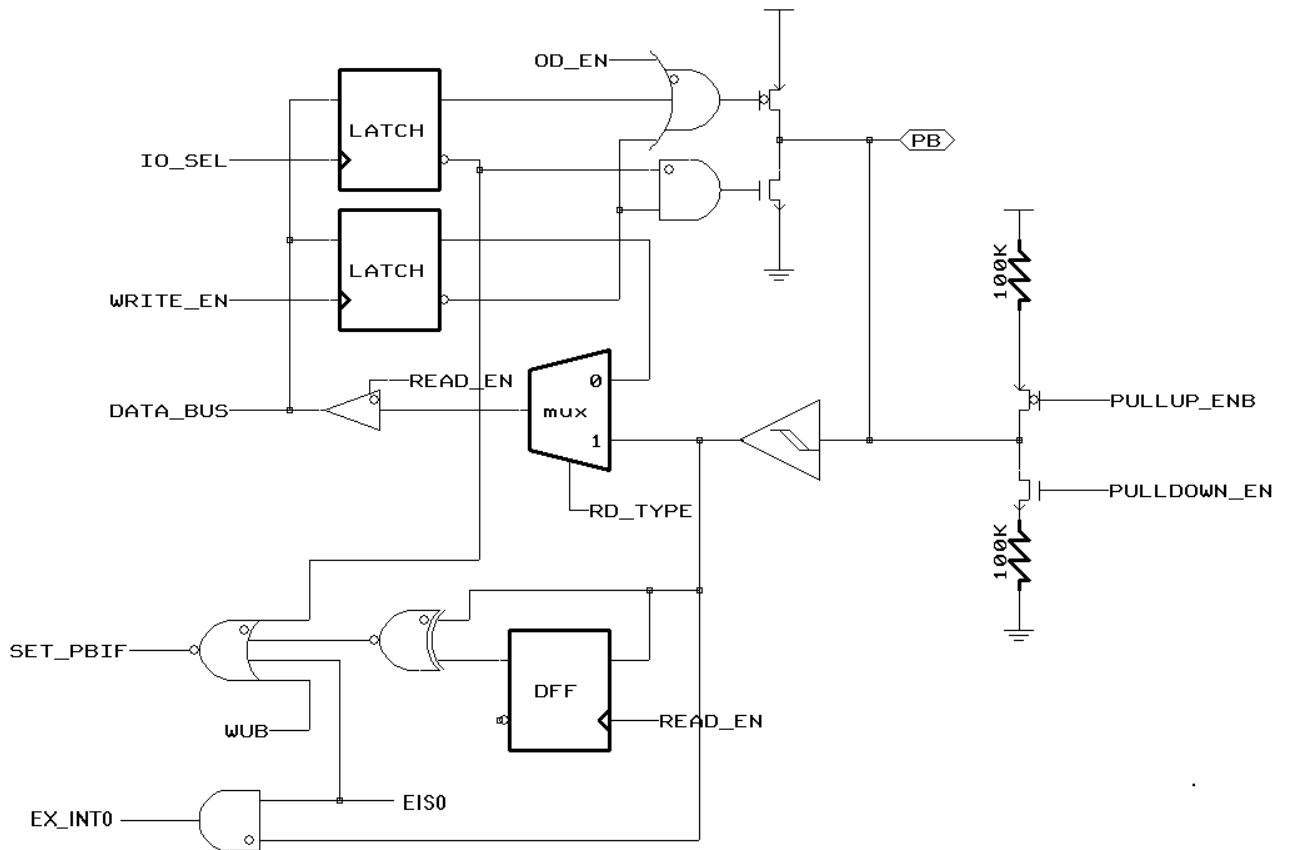 OD_EN
LATCH
PB
IO_SEL
100K
LATCH
WRITE_EN
READ_EN
0
PULLUP_ENB
DATA_BUS
mux
1
PULLDOWN_EN
RD_TYPE
100K
SET_PBIF
DFF
READ_EN
WUB
EIS0
EX_INT0